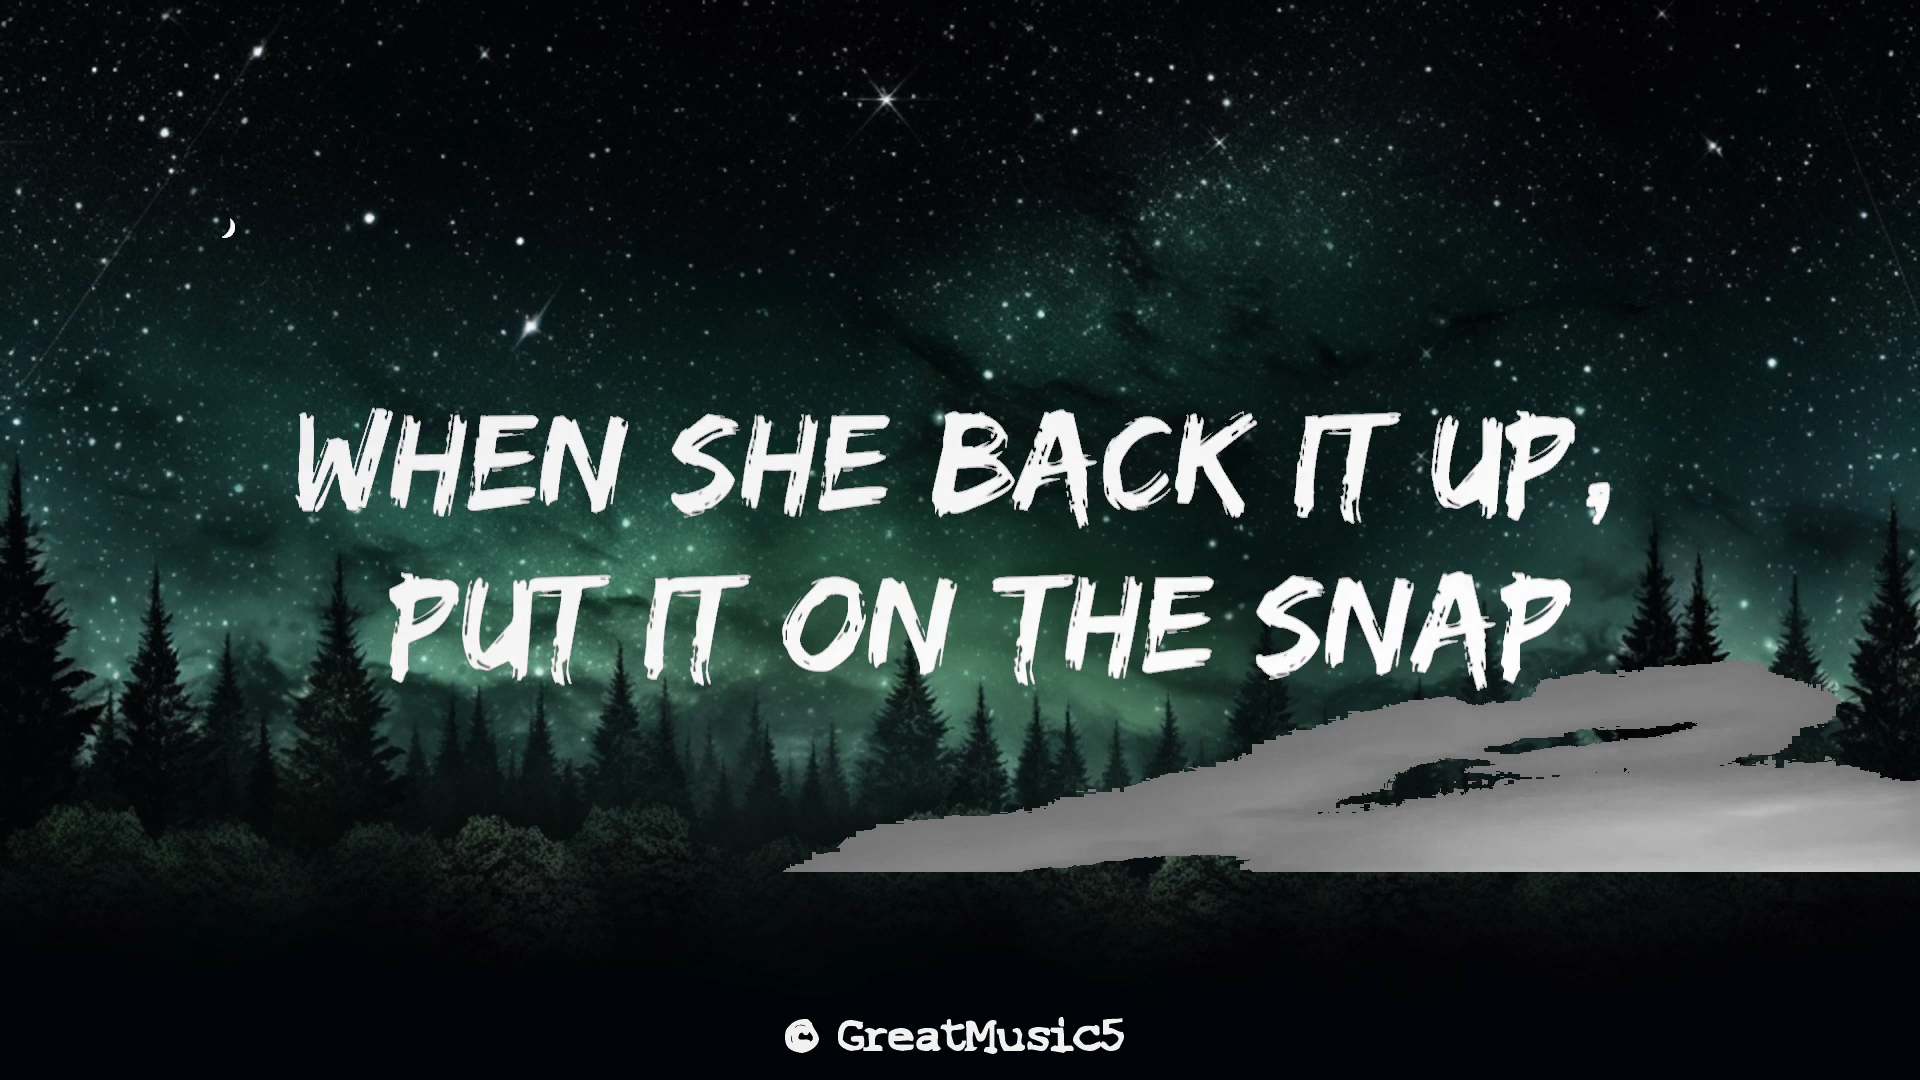 WHEN SHE BACK IT UP,
PUT IT ON THE SNAP
© GreatMusic5